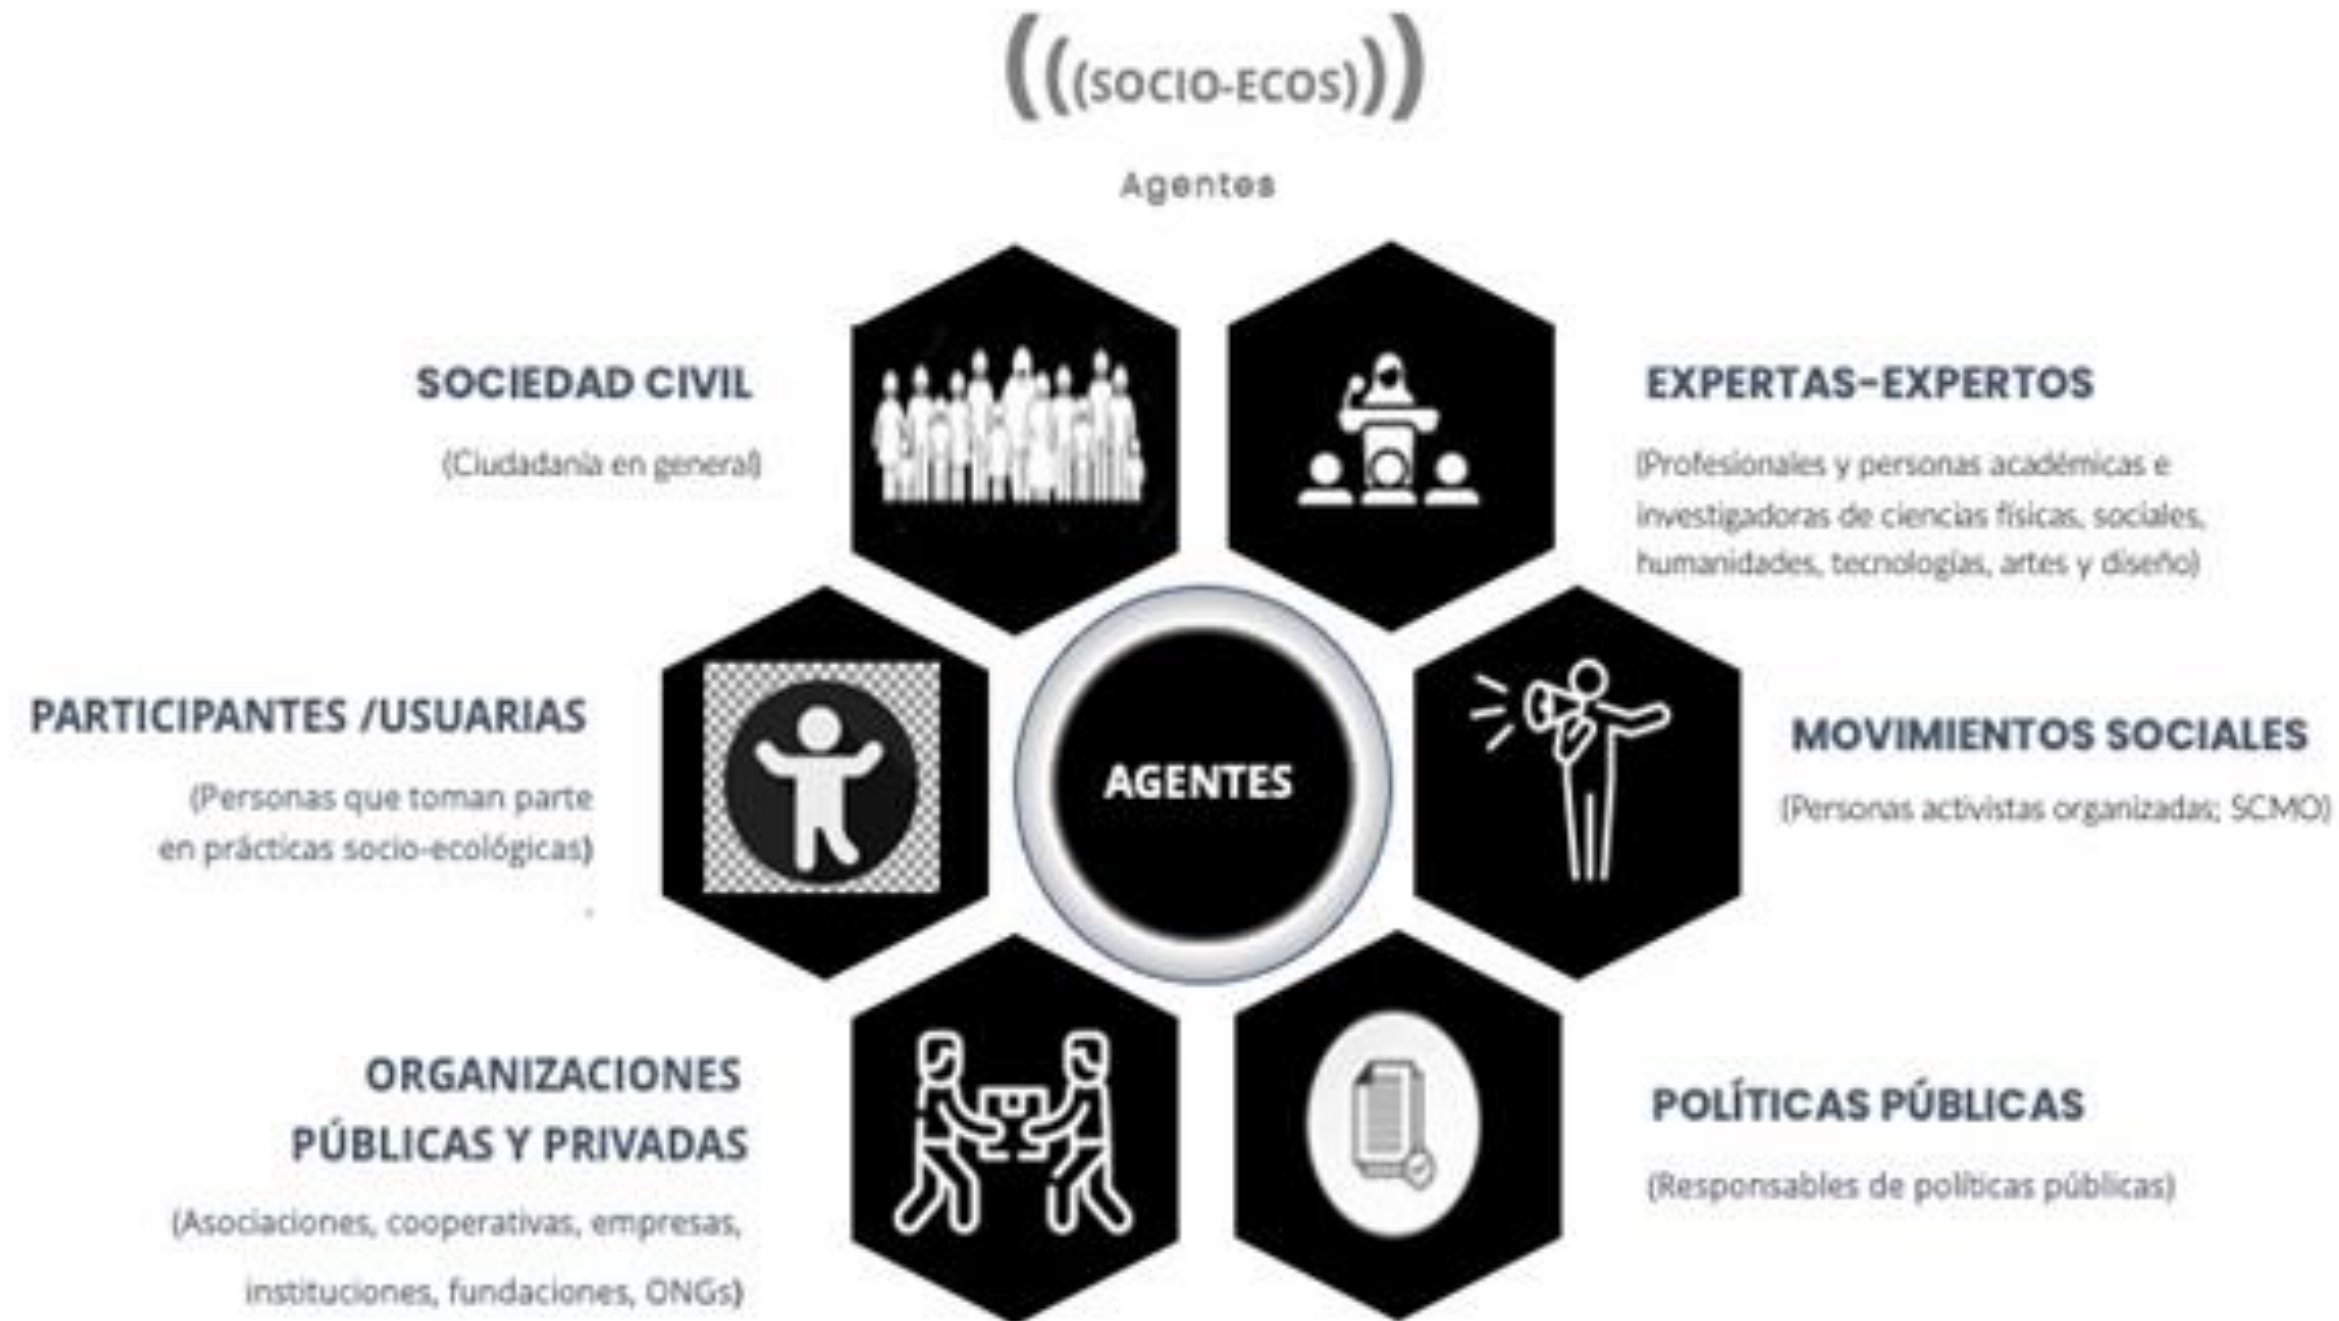 (((SOCIO-ECOS)))
Agentes
SOCIEDAD CIVIL
(Ciudadanía en general)
EXPERTAS-EXPERTOS
(Profesionales y personas académicas e
investigadoras de ciencias físicas, sociales,
humanidades, tecnologías, artes y diseño)
PARTICIPANTES /USUARIAS
(Personas que toman parte
en prácticas socio-ecológicas)
.
AGENTES
MOVIMIENTOS SOCIALES
(Personas activistas organizadas; SCMO)
ORGANIZACIONES
PÚBLICAS Y PRIVADAS
(Asociaciones, cooperativas, empresas,
instituciones, fundaciones, ONGs)
POLÍTICAS PÚBLICAS
(Responsables de políticas públicas)